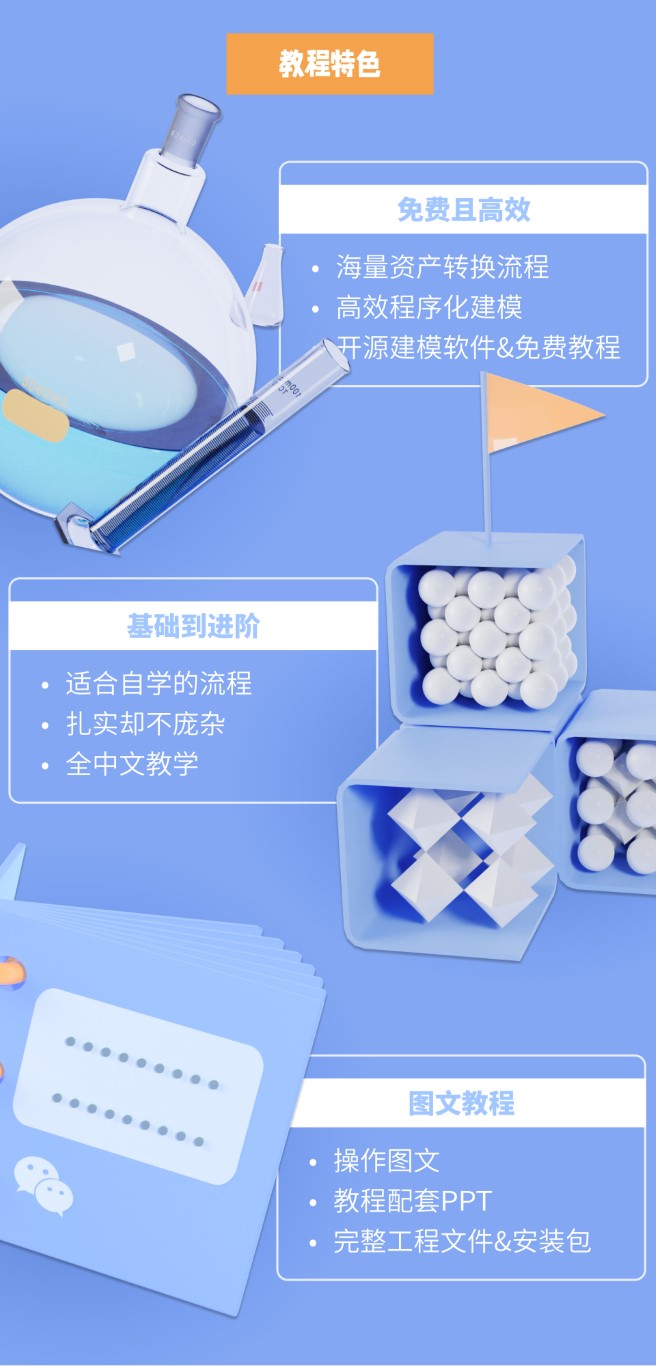 教程特色
免费且高效
海量资产转换流程
高效程序化建模
开源建模软件&免费教程
基础到进阶
适合自学的流程
扎实却不庞杂
全中文教学
图文教程
操作图文
教程配套PPT
完整工程文件&安装包